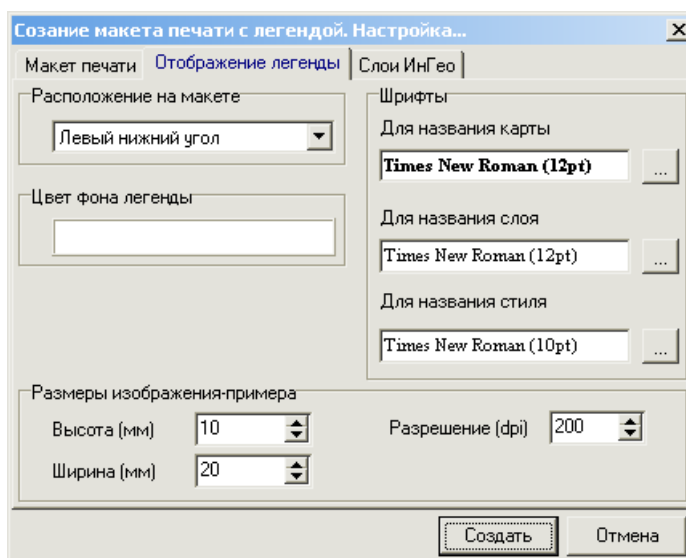 Созание макета печати с легендой. Настройка...
Макет печати
Отображение легенды
Слои ИнГео
Расположение на макете
Левый нижний угол
Цвет фона легенды
Шрифты
Для названия карты
Times New Roman (12pt)
...
Для названия слоя
Times New Roman (12pt)
...
Для названия стиля
Times New Roman (10pt)
...
Размеры изображения-примера
Высота (мм)
10
Разрешение (dpi)
200
Ширина (мм)
20
Создать
Отмена